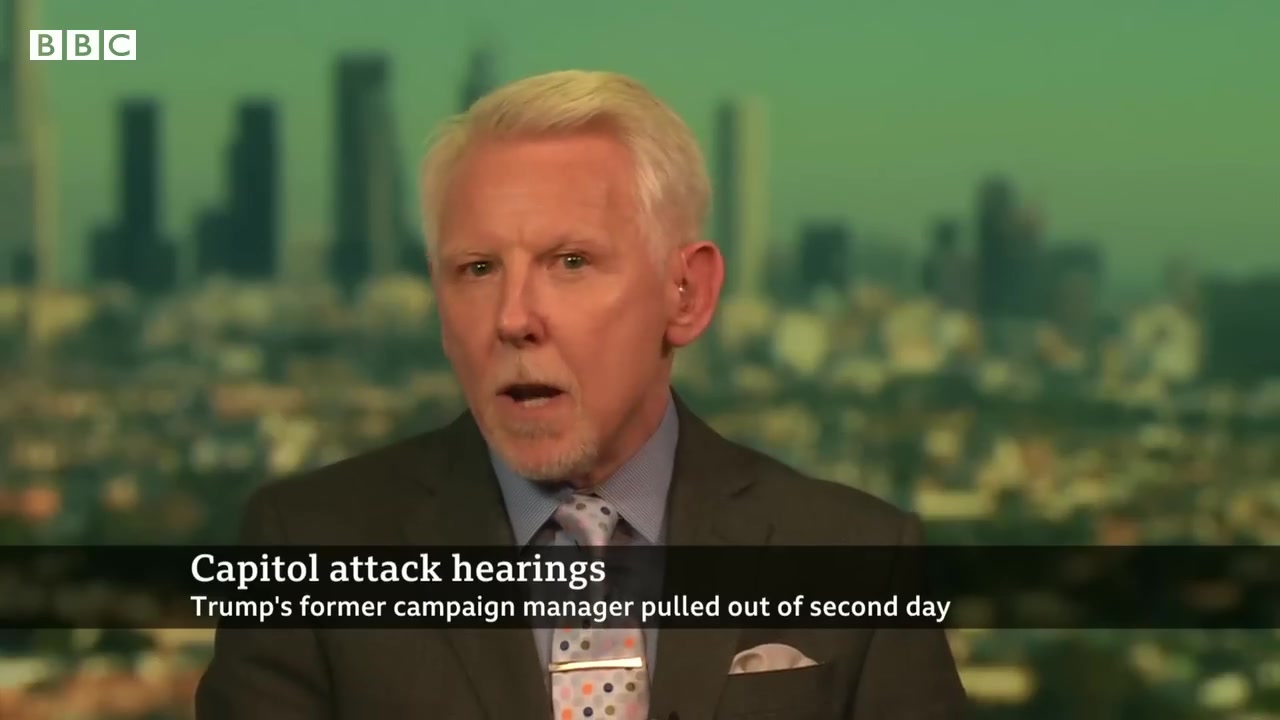 BBC
Capitol attack hearings
Trump's former campaign manager pulled out of second day